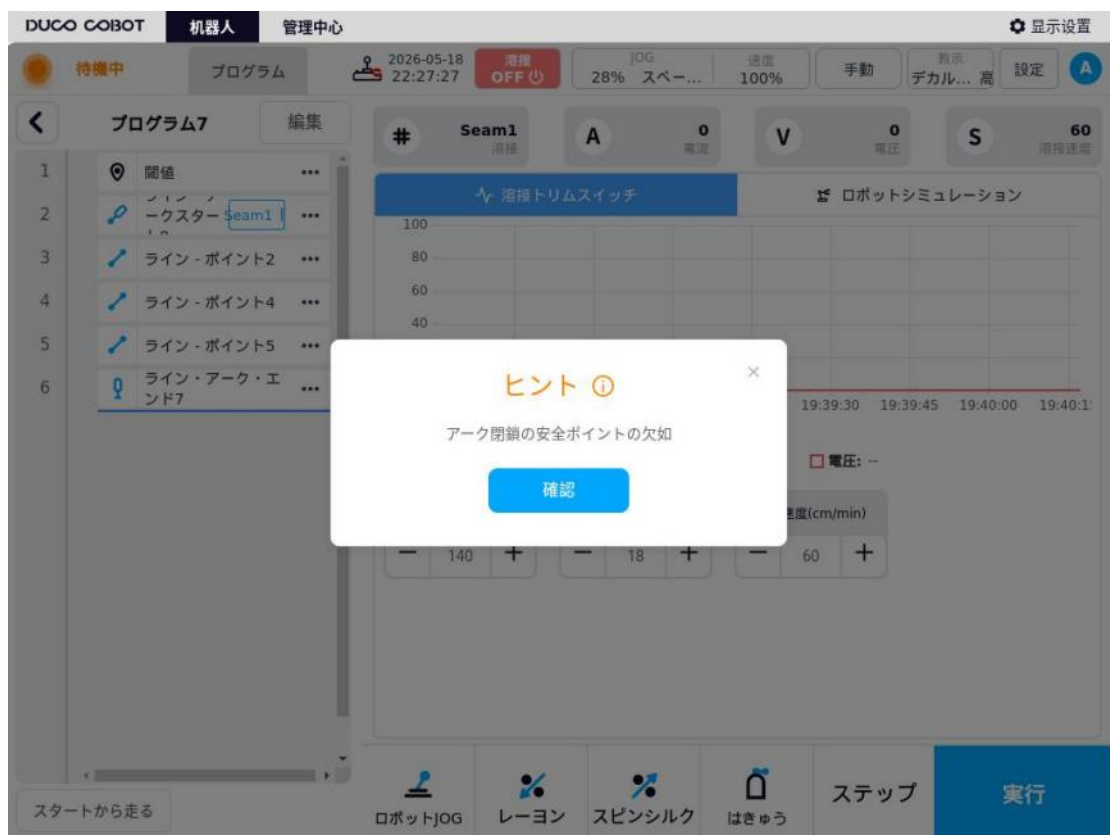 DUCO COBOT
机器人
管理中心
显示设置
待機中
プログラム
2026-05-18
22:27:27
溶接
OFF
JOG
28% スペー...
速度
100%
手動
教示
デカル... 高
設定
A
プログラム7
編集
# Seam1
溶接
A 0
電流
V 0
電圧
S 60
溶接速度
1 閾値 •••
2 ークスター Seam1 •••
3 ライン - ポイント2 •••
4 ライン - ポイント4 •••
5 ライン - ポイント5 •••
6 ライン・アーク・エ
ンド7 •••
溶接トリムスイッチ
ロボットシミュレーション
100
80
60
40
19:39:30 19:39:45 19:40:00 19:40:1
電圧: --
ヒント
×
アーク閉鎖の安全ポイントの欠如
確認
速度(cm/min)
− 140 +
− 18 +
− 60 +
スタートから走る
ロボットJOG
レーヨン
スピンシルク
はきゅう
ステップ
実行